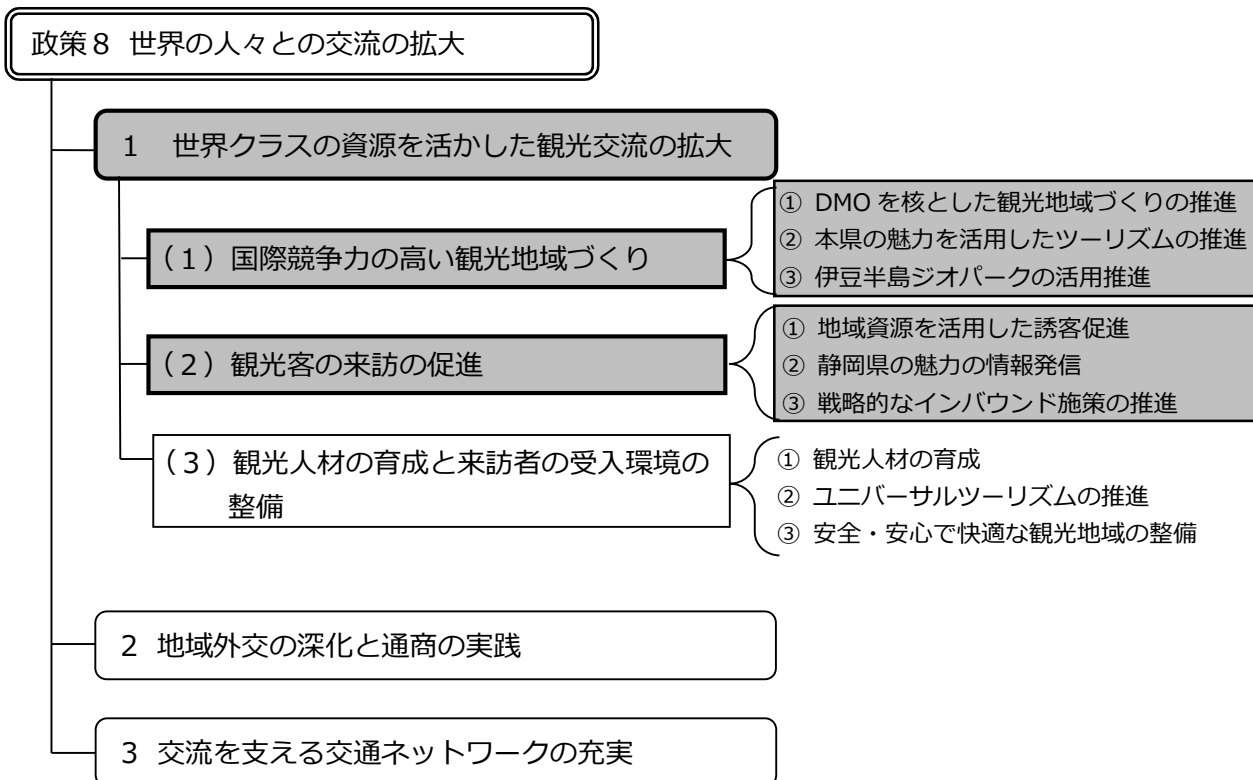 政策８ 世界の人々との交流の拡大
1 世界クラスの資源を活かした観光交流の拡大
（1）国際競争力の高い観光地域づくり
① DMO を核とした観光地域づくりの推進
② 本県の魅力を活用したツーリズムの推進
③ 伊豆半島ジオパークの活用推進
（2）観光客の来訪の促進
① 地域資源を活用した誘客促進
② 静岡県の魅力の情報発信
③ 戦略的なインバウンド施策の推進
（3）観光人材の育成と来訪者の受入環境の
整備
① 観光人材の育成
② ユニバーサルツーリズムの推進
③ 安全・安心で快適な観光地域の整備
2 地域外交の深化と通商の実践
3 交流を支える交通ネットワークの充実